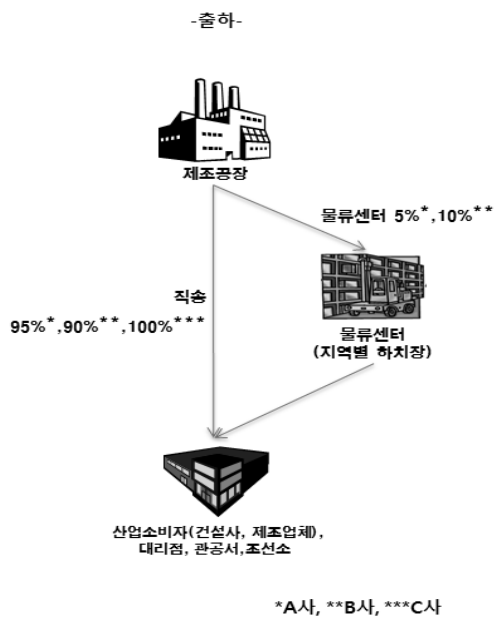 -출하-
제조공장
물류센터 5%*,10%**
직송
95%*,90%**,100%***
물류센터
(지역별 하치장)
산업소비자(건설사, 제조업체),
대리점, 관공서,조선소
*A사, **B사, ***C사